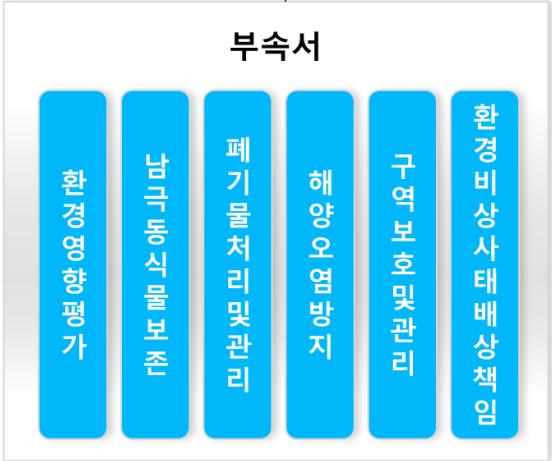 부속서
환경영향평가
남극동식물보존
폐기물처리및관리
해양오염방지
구역보호및관리
환경비상사태배상책임